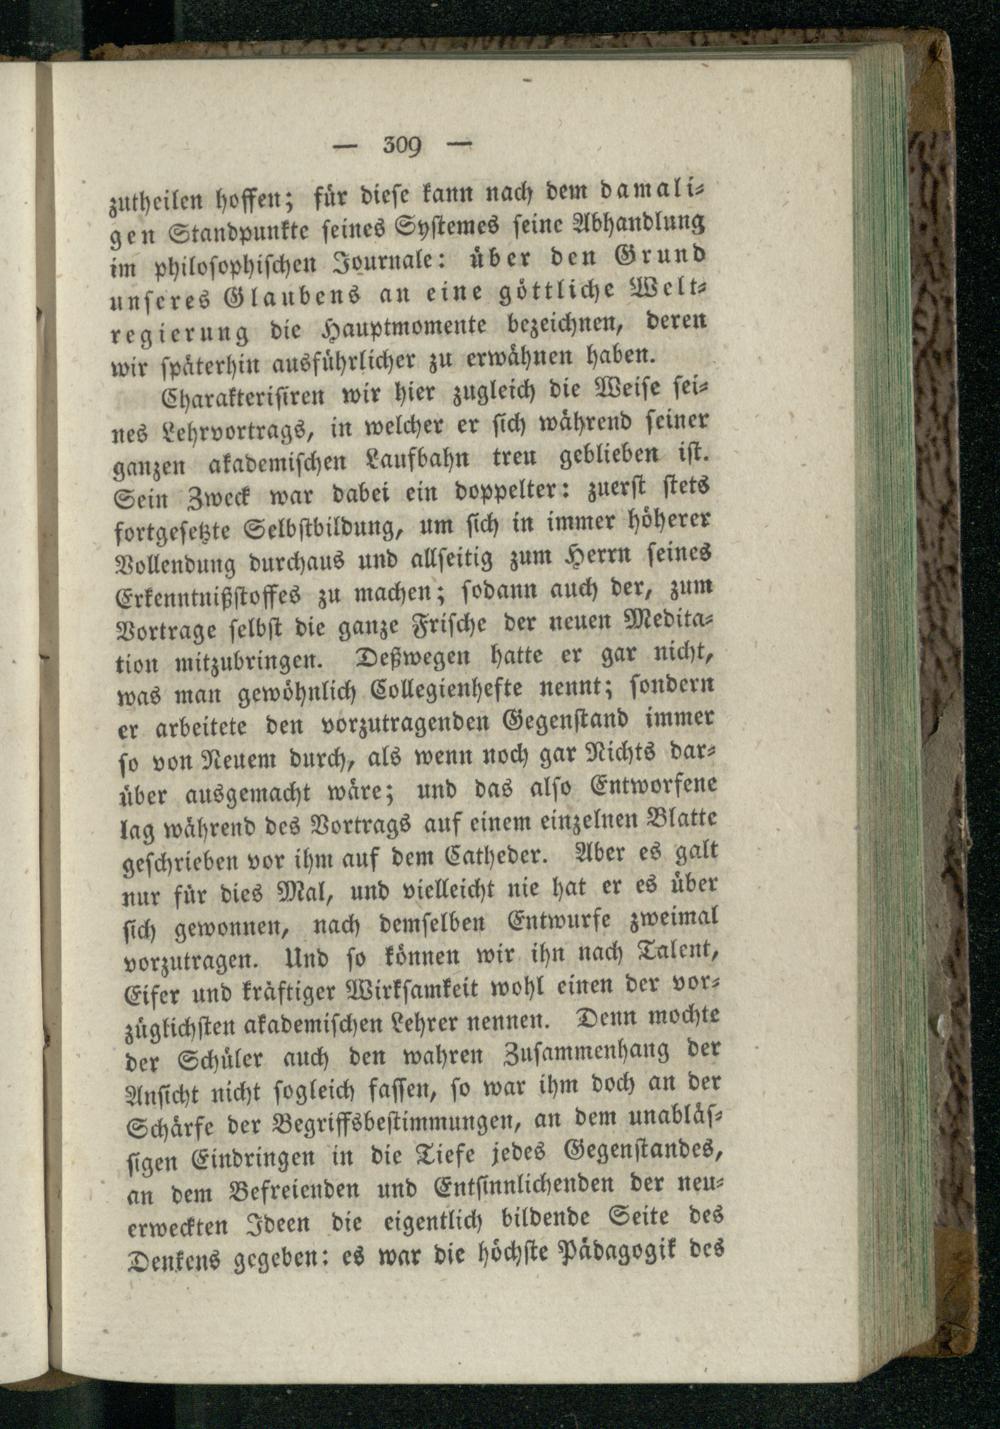 — 309 —
zutheilen hoffen; für diese kann nach dem damali-
gen Standpunkte seines Systemes seine Abhandlung
im philosophischen Journale: über den Grund
unseres Glaubens an eine göttliche Welt-
regierung die Hauptmomente bezeichnen, deren
wir späterhin ausführlicher zu erwähnen haben.
Charakterisiren wir hier zugleich die Weise sei-
nes Lehrvortrags, in welcher er sich während seiner
ganzen akademischen Laufbahn treu geblieben ist.
Sein Zweck war dabei ein doppelter: zuerst stets
fortgesetzte Selbstbildung, um sich in immer höherer
Vollendung durchaus und allseitig zum Herrn seines
Erkenntnißstoffes zu machen; sodann auch der, zum
Vortrage selbst die ganze Frische der neuen Medita-
tion mitzubringen. Deßwegen hatte er gar nicht,
was man gewöhnlich Collegienhefte nennt; sondern
er arbeitete den vorzutragenden Gegenstand immer
so von Neuem durch, als wenn noch gar Nichts dar-
über ausgemacht wäre; und das also Entworfene
lag während des Vortrags auf einem einzelnen Blatte
geschrieben vor ihm auf dem Catheder. Aber es galt
nur für dies Mal, und vielleicht nie hat er es über
sich gewonnen, nach demselben Entwurfe zweimal
vorzutragen. Und so können wir ihn nach Talent,
Eifer und kräftiger Wirksamkeit wohl einen der vor-
züglichsten akademischen Lehrer nennen. Denn mochte
der Schüler auch den wahren Zusammenhang der
Ansicht nicht sogleich fassen, so war ihm doch an der
Schärfe der Begriffsbestimmungen, an dem unabläs-
sigen Eindringen in die Tiefe jedes Gegenstandes,
an dem Befreienden und Entsinnlichenden der neu-
erweckten Ideen die eigentlich bildende Seite des
Denkens gegeben: es war die höchste Pädagogik des